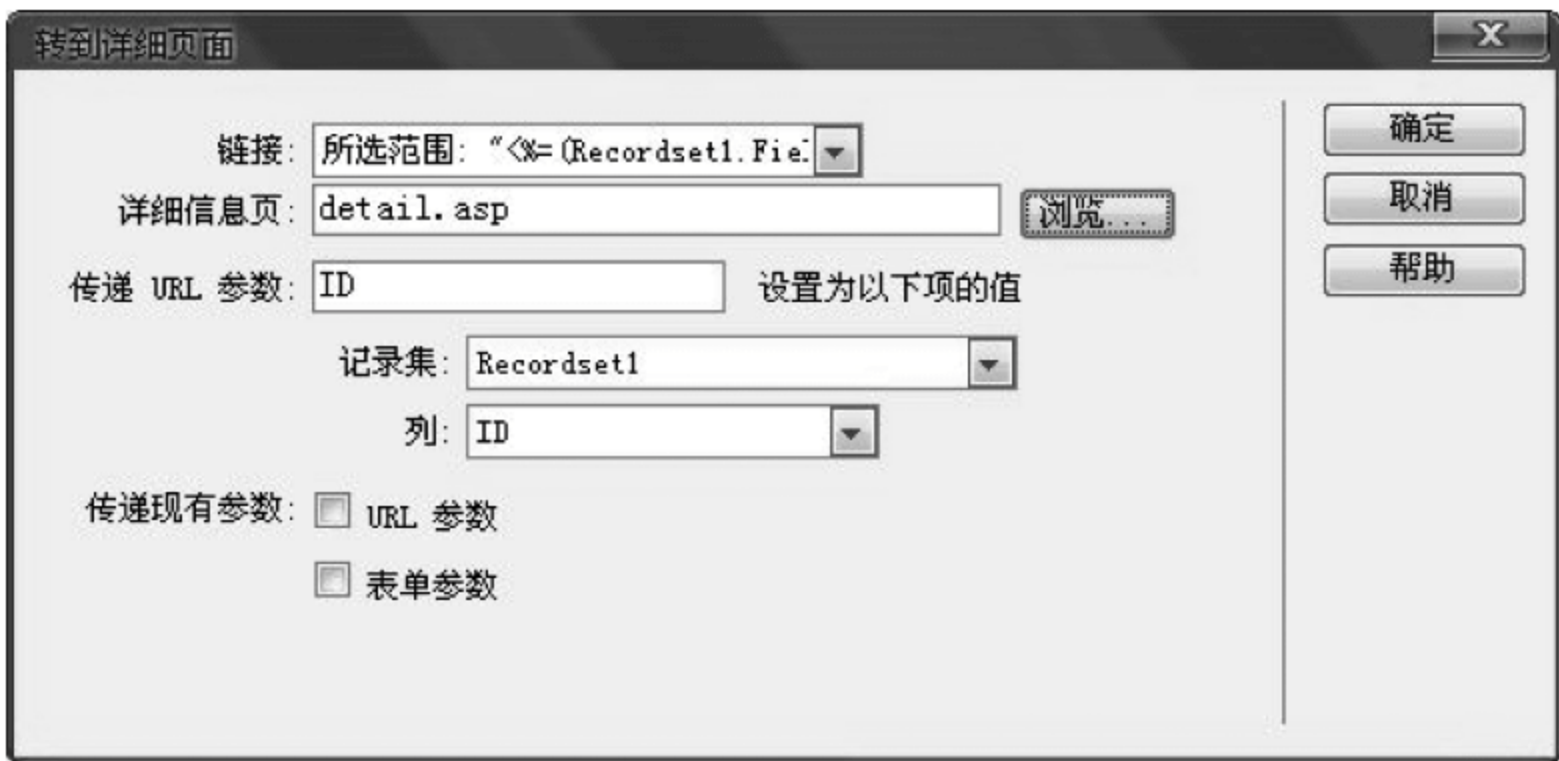 转到详细页面
链接: 所选范围: "<%=(Recordset1.Fie
详细信息页: detail.asp 浏览...
传递 URL 参数: ID 设置为以下项的值
记录集: Recordset1
列: ID
传递现有参数: URL 参数
表单参数
确定
取消
帮助